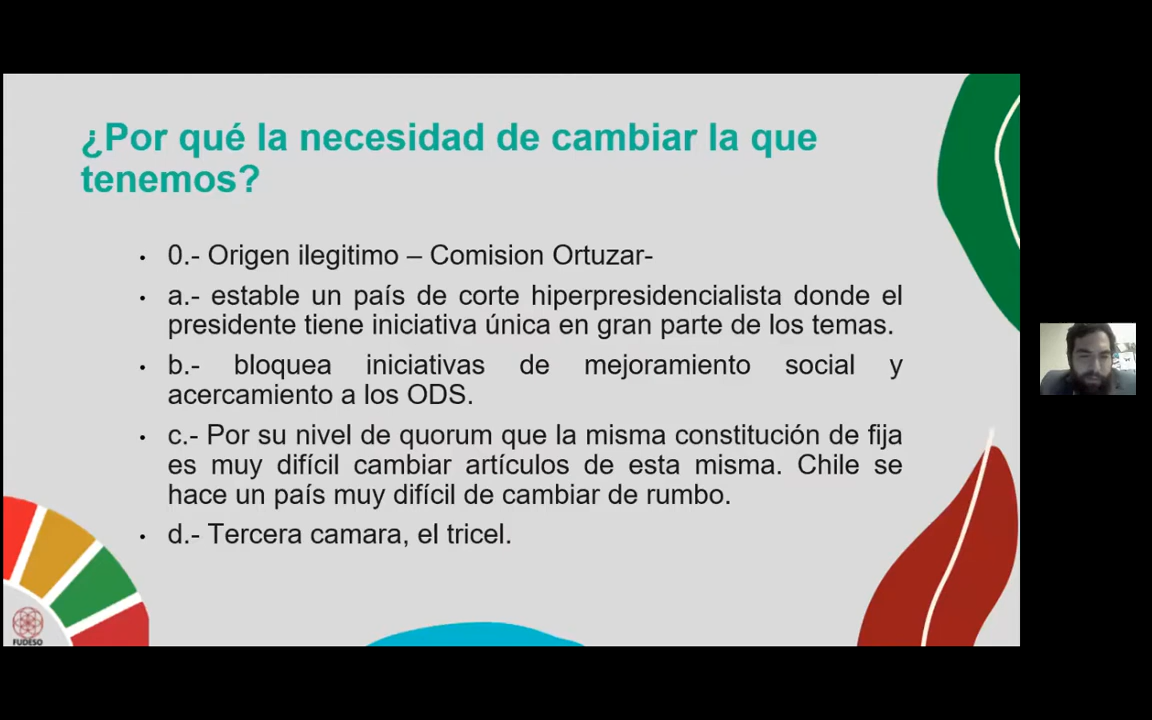 ¿Por qué la necesidad de cambiar la que
tenemos?
• 0.- Origen ilegitimo – Comision Ortuzar-
• a.- estable un país de corte hiperpresidencialista donde el
presidente tiene iniciativa única en gran parte de los temas.
• b.- bloquea iniciativas de mejoramiento social y
acercamiento a los ODS.
• c.- Por su nivel de quorum que la misma constitución de fija
es muy difícil cambiar artículos de esta misma. Chile se
hace un país muy difícil de cambiar de rumbo.
• d.- Tercera camara, el tricel.
FUDESO